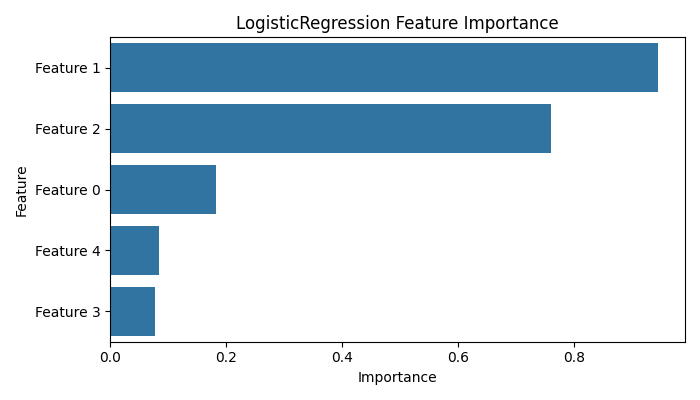 LogisticRegression Feature Importance
Feature 1
Feature 2
Feature 0
Feature 4
Feature 3
Feature
0.0 0.2 0.4 0.6 0.8
Importance